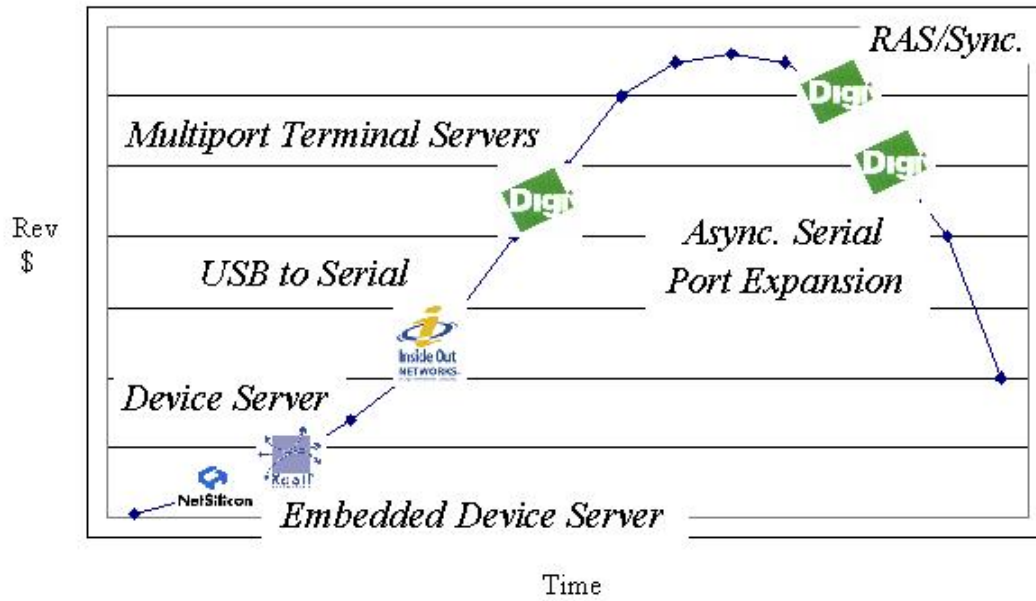 RAS/Sync.
Digi
Multiport Terminal Servers
Digi
Digi
Rev
$
Async. Serial
Port Expansion
USB to Serial
Inside Out
NETWORKS
Device Server
NetSilicon
Embedded Device Server
Time